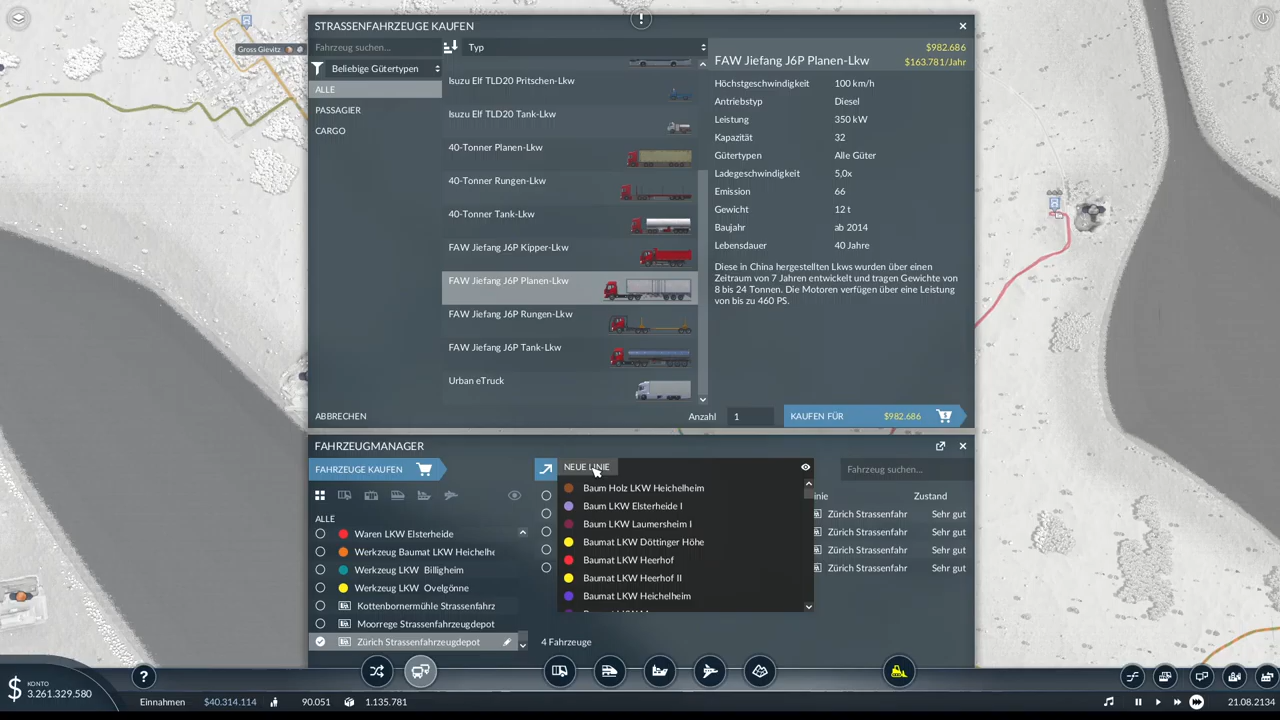 STRASSENFAHRZEUGE KAUFEN
Fahrzeug suchen...
Typ
Beliebige Gütertypen
ALLE
PASSAGIER
CARGO
Isuzu Elf TLD20 Pritschen-Lkw
Isuzu Elf TLD20 Tank-Lkw
40-Tonner Planen-Lkw
40-Tonner Rungen-Lkw
40-Tonner Tank-Lkw
FAW Jiefang J6P Kipper-Lkw
FAW Jiefang J6P Planen-Lkw
FAW Jiefang J6P Rungen-Lkw
FAW Jiefang J6P Tank-Lkw
Urban eTruck
$982.686
FAW Jiefang J6P Planen-Lkw
$163.781/Jahr
Höchstgeschwindigkeit 100 km/h
Antriebstyp Diesel
Leistung 350 kW
Kapazität 32
Gütertypen Alle Güter
Ladegeschwindigkeit 5,0x
Emission 66
Gewicht 12 t
Baujahr ab 2014
Lebensdauer 40 Jahre
Diese in China hergestellten Lkws wurden über einen
Zeitraum von 7 Jahren entwickelt und tragen Gewichte von
8 bis 24 Tonnen. Die Motoren verfügen über eine Leistung
von bis zu 460 PS.
ABBRECHEN
Anzahl 1
KAUFEN FÜR $982.686
Gross Gievitz
FAHRZEUGMANAGER
FAHRZEUGE KAUFEN
ALLE
Waren LKW Elsterheide
Werkzeug Baumat LKW Heichelhe
Werkzeug LKW Billigheim
Werkzeug LKW Ovelgönne
Kottenbornermühle Strassenfahrz
Moorrege Strassenfahrzeugdepot
Zürich Strassenfahrzeugdepot
NEUE LINIE
Baum Holz LKW Heichelheim
Baum LKW Elsterheide I
Baum LKW Laumersheim I
Baumat LKW Döttinger Höhe
Baumat LKW Heerhof
Baumat LKW Heerhof II
Baumat LKW Heichelheim
Fahrzeug suchen...
inie Zustand
Zürich Strassenfahr Sehr gut
Zürich Strassenfahr Sehr gut
Zürich Strassenfahr Sehr gut
Zürich Strassenfahr Sehr gut
4 Fahrzeuge
KONTO
$ 3.261.329.580
?
Einnahmen $40.314.114 90.051 1.135.781
21.08.2134